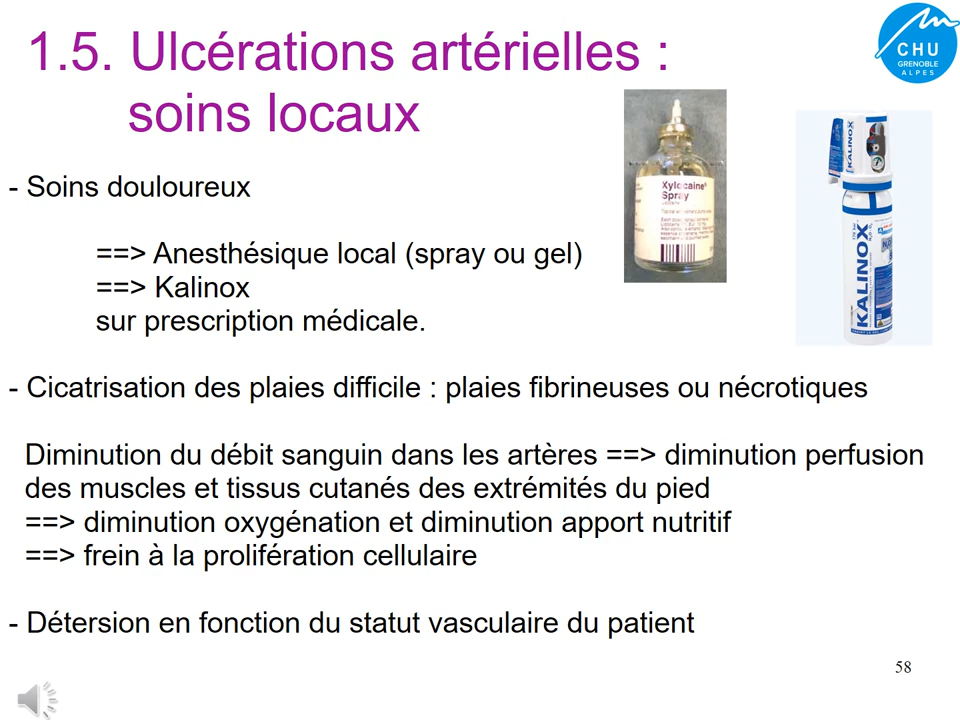 1.5. Ulcérations artérielles :
soins locaux
CHU
GRENOBLE
ALPES
Xylocaine®
Spray
KALINOX
KALINOX
- Soins douloureux
==> Anesthésique local (spray ou gel)
==> Kalinox
sur prescription médicale.
- Cicatrisation des plaies difficile : plaies fibrineuses ou nécrotiques
Diminution du débit sanguin dans les artères ==> diminution perfusion
des muscles et tissus cutanés des extrémités du pied
==> diminution oxygénation et diminution apport nutritif
==> frein à la prolifération cellulaire
- Détersion en fonction du statut vasculaire du patient
58